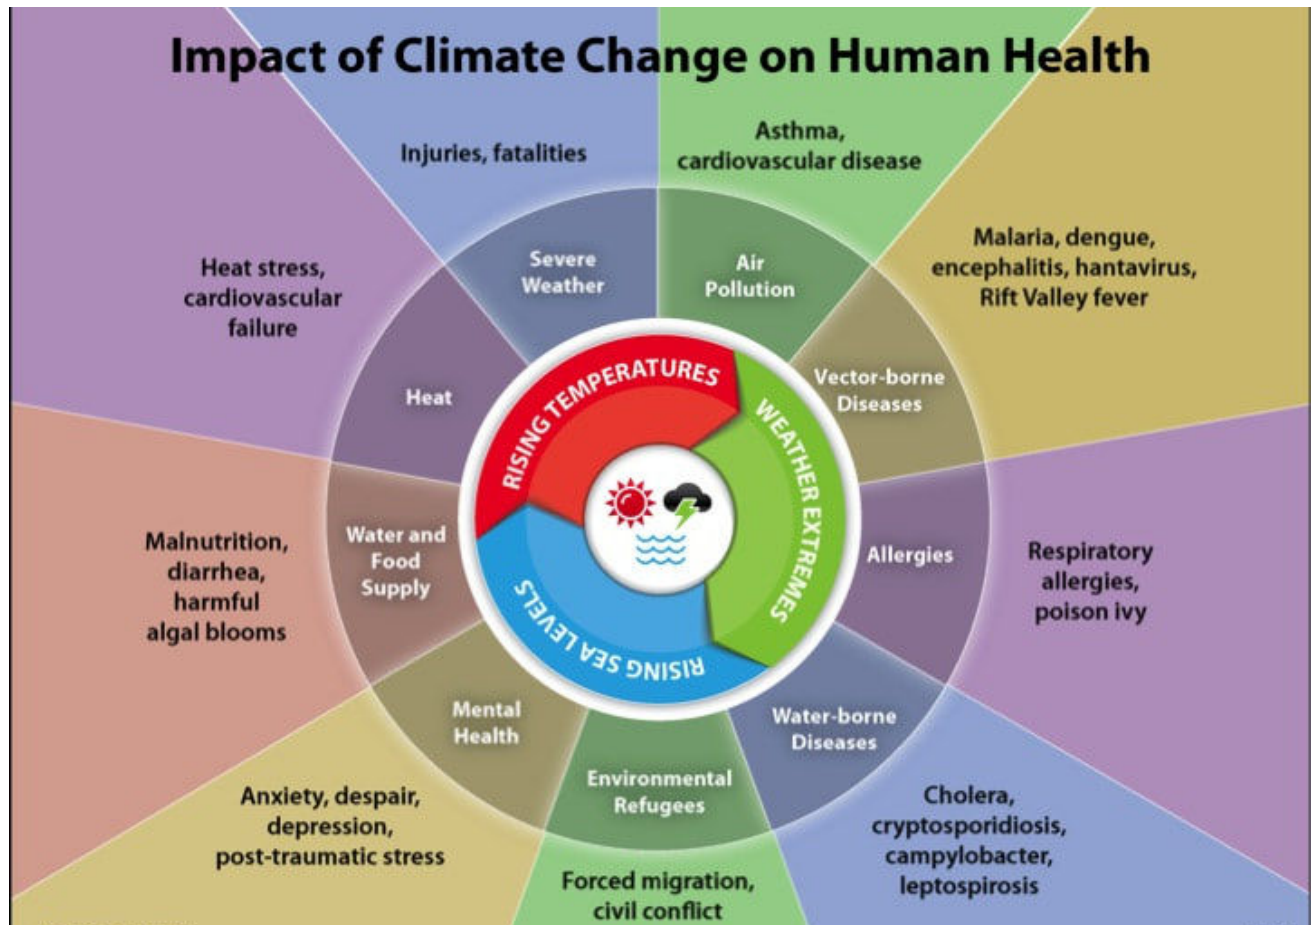 Impact of Climate Change on Human Health
Injuries, fatalities
Asthma,
cardiovascular disease
Malaria, dengue,
encephalitis, hantavirus,
Rift Valley fever
Respiratory
allergies,
poison ivy
Cholera,
cryptosporidiosis,
campylobacter,
leptospirosis
Forced migration,
civil conflict
Anxiety, despair,
depression,
post-traumatic stress
Malnutrition,
diarrhea,
harmful
algal blooms
Heat stress,
cardiovascular
failure
Severe
Weather
Air
Pollution
Vector-borne
Diseases
Allergies
Water-borne
Diseases
Environmental
Refugees
Mental
Health
Water and
Food
Supply
Heat
RISING TEMPERATURES
WEATHER EXTREMES
RISING SEA LEVELS